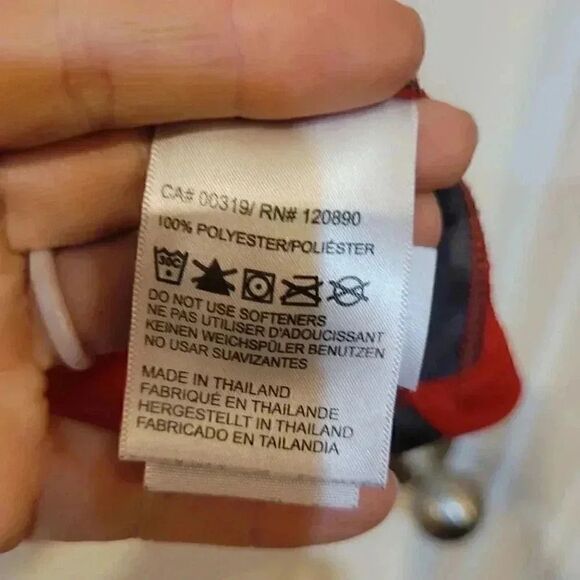 CA# 00319/ RN# 120890
100% POLYESTER/POLIÉSTER
30C
DO NOT USE SOFTENERS
NE PAS UTILISER D'ADOUCISSANT
KEINEN WEICHSPÜLER BENUTZEN
NO USAR SUAVIZANTES
MADE IN THAILAND
FABRIQUÉ EN THAILANDE
HERGESTELLT IN THAILAND
FABRICADO EN TAILANDIA